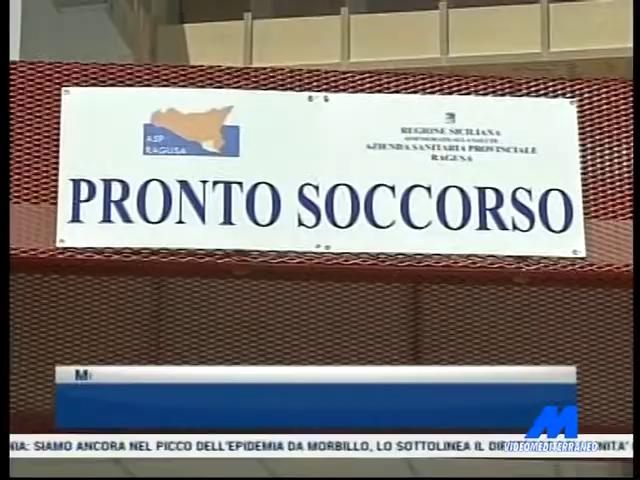 ASP
RAGUSA
REGIONE SICILIANA
AZIENDA SANITARIA PROVINCIALE
RAGUSA
PRONTO SOCCORSO
M
NIA: SIAMO ANCORA NEL PICCO DELL'EPIDEMIA DA MORBILLO, LO SOTTOLINEA IL
VIDEOMEDITERRANEO